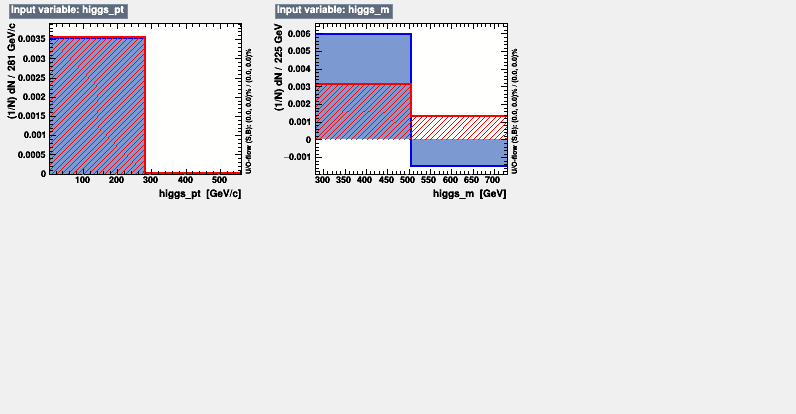 Input variable: higgs_pt
(1/N) dN / 281 GeV/c
0.0035
0.003
0.0025
0.002
0.0015
0.001
0.0005
0
100 200 300 400 500
higgs_pt [GeV/c]
U/O-flow (S,B): (0.0, 0.0)% / (0.0, 0.0)%
Input variable: higgs_m
(1/N) dN / 225 GeV
0.006
0.005
0.004
0.003
0.002
0.001
0
−0.001
300 350 400 450 500 550 600 650 700
higgs_m [GeV]
U/O-flow (S,B): (0.0, 0.0)% / (0.0, 0.0)%